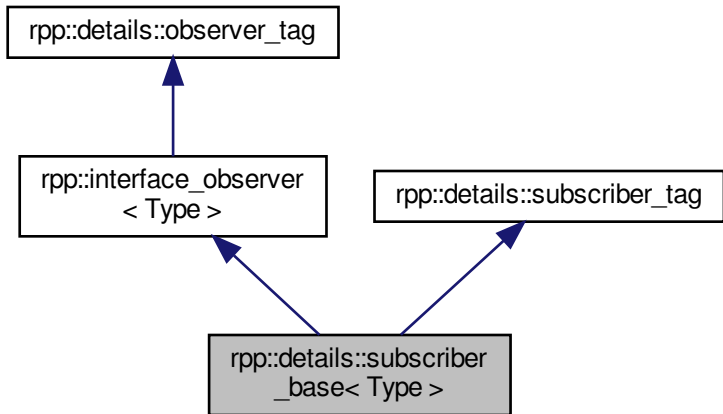 rpp::details::observer_tag
rpp::interface_observer
< Type >
rpp::details::subscriber_tag
rpp::details::subscriber
_base< Type >